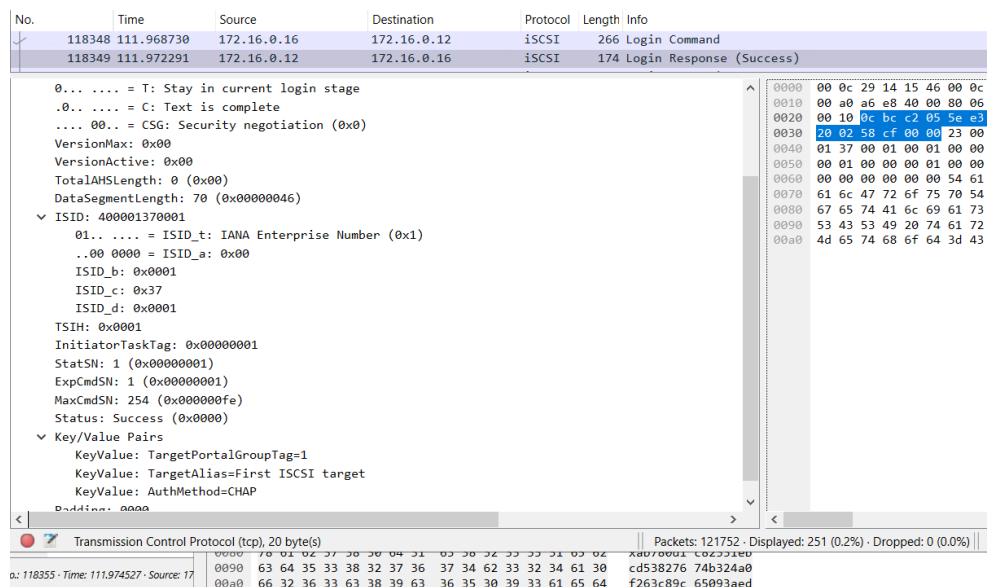 No. Time Source Destination Protocol Length Info
118348 111.968730 172.16.0.16 172.16.0.12 iSCSI 266 Login Command
118349 111.972291 172.16.0.12 172.16.0.16 iSCSI 174 Login Response (Success)
0... .... = T: Stay in current login stage
.0.. .... = C: Text is complete
.... 00.. = CSG: Security negotiation (0x0)
VersionMax: 0x00
VersionActive: 0x00
TotalAHSLength: 0 (0x00)
DataSegmentLength: 70 (0x00000046)
ISID: 400001370001
01.. .... = ISID_t: IANA Enterprise Number (0x1)
..00 0000 = ISID_a: 0x00
ISID_b: 0x0001
ISID_c: 0x37
ISID_d: 0x0001
TSIH: 0x0001
InitiatorTaskTag: 0x00000001
StatSN: 1 (0x00000001)
ExpCmdSN: 1 (0x00000001)
MaxCmdSN: 254 (0x000000fe)
Status: Success (0x0000)
Key/Value Pairs
KeyValue: TargetPortalGroupTag=1
KeyValue: TargetAlias=First ISCSI target
KeyValue: AuthMethod=CHAP
Padding: 0000
0000 00 0c 29 14 15 46 00 0c
0010 00 a0 a6 e8 40 00 80 06
0020 00 10 0c bc c2 05 5e e3
0030 20 02 58 cf 00 00 23 00
0040 01 37 00 01 00 01 00 00
0050 00 01 00 00 00 01 00 00
0060 00 00 00 00 00 00 54 61
0070 61 6c 47 72 6f 75 70 54
0080 67 65 74 41 6c 69 61 73
0090 53 43 53 49 20 74 61 72
00a0 4d 65 74 68 6f 64 3d 43
Transmission Control Protocol (tcp), 20 byte(s)
Packets: 121752 · Displayed: 251 (0.2%) · Dropped: 0 (0.0%)
o.: 118355 · Time: 111.974527 · Source: 17
0090 63 64 35 33 38 32 37 36 37 34 62 33 32 34 61 30 cd538276 74b324a0
00a0 66 32 36 33 63 38 39 63 36 35 30 39 33 61 65 64 f263c89c 65093aed